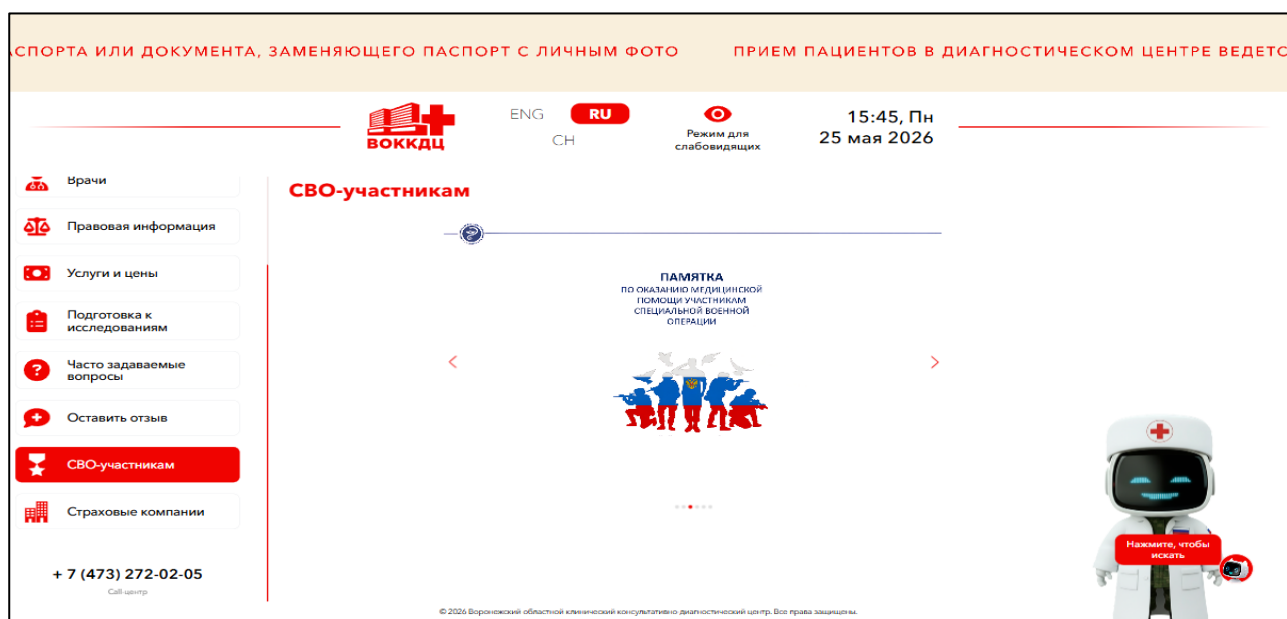 АСПОРТА ИЛИ ДОКУМЕНТА, ЗАМЕНЯЮЩЕГО ПАСПОРТ С ЛИЧНЫМ ФОТО ПРИЕМ ПАЦИЕНТОВ В ДИАГНОСТИЧЕСКОМ ЦЕНТРЕ ВЕДЕТС
ВОККДЦ
ENG RU
CH
Режим для
слабовидящих
15:45, Пн
25 мая 2026
Врачи
Правовая информация
Услуги и цены
Подготовка к
исследованиям
Часто задаваемые
вопросы
Оставить отзыв
СВО-участникам
Страховые компании
+ 7 (473) 272-02-05
Call-центр
СВО-участникам
ПАМЯТКА
ПО ОКАЗАНИЮ МЕДИЦИНСКОЙ
ПОМОЩИ УЧАСТНИКАМ
СПЕЦИАЛЬНОЙ ВОЕННОЙ
ОПЕРАЦИИ
Нажмите, чтобы
искать
© 2026 Воронежский областной клинический консультативно диагностический центр. Все права защищены.